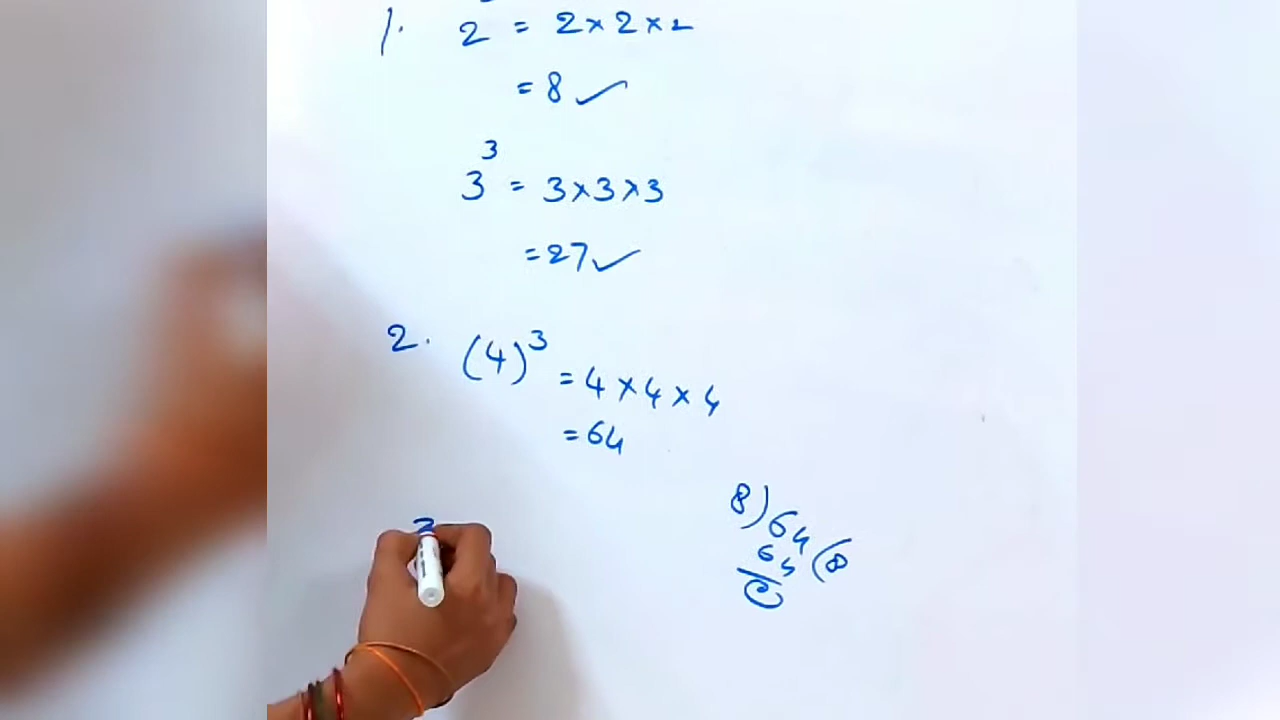 1. 2 = 2×2×2
= 8 ✓
3³ = 3×3×3
= 27 ✓
2. (4)³ = 4×4×4
= 64
8)64(8
64
0